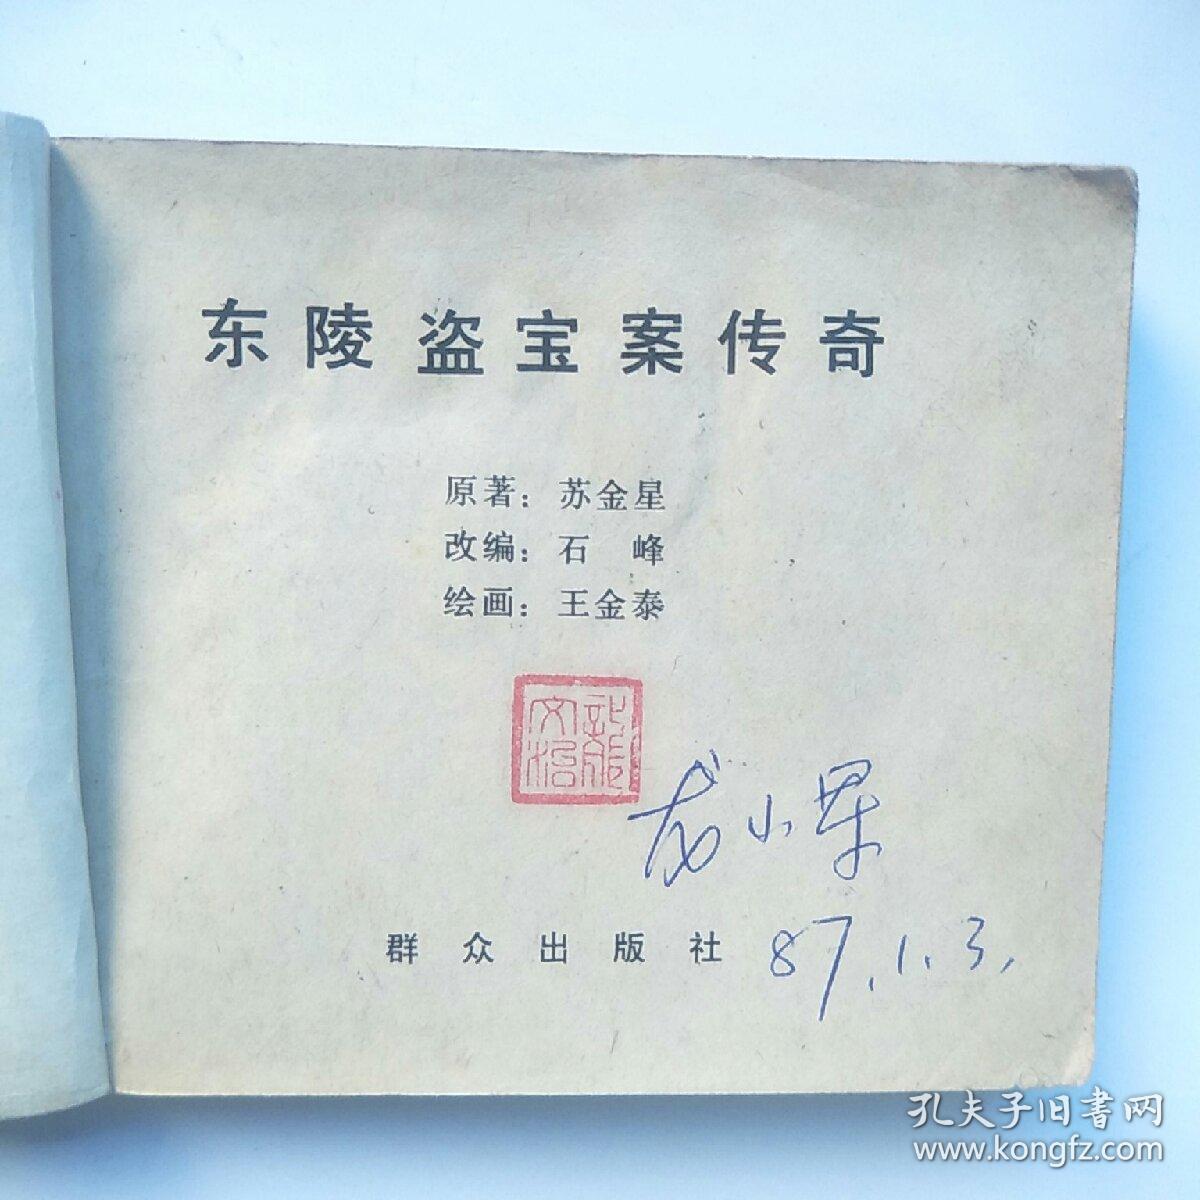 东陵盗宝案传奇
原著：苏金星
改编：石　峰
绘画：王金泰
群众出版社
87.1.3.
孔夫子旧书网
www.kongfz.com